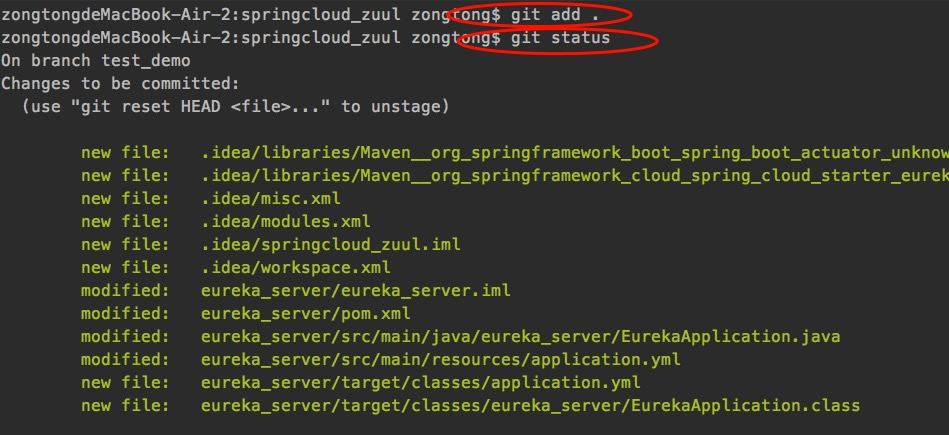 zongtongdeMacBook-Air-2:springcloud_zuul zongtong$ git add .
zongtongdeMacBook-Air-2:springcloud_zuul zongtong$ git status
On branch test_demo
Changes to be committed:
  (use "git reset HEAD <file>..." to unstage)
new file:   .idea/libraries/Maven__org_springframework_boot_spring_boot_actuator_unknow
new file:   .idea/libraries/Maven__org_springframework_cloud_spring_cloud_starter_eurek
new file:   .idea/misc.xml
new file:   .idea/modules.xml
new file:   .idea/springcloud_zuul.iml
new file:   .idea/workspace.xml
modified:   eureka_server/eureka_server.iml
modified:   eureka_server/pom.xml
modified:   eureka_server/src/main/java/eureka_server/EurekaApplication.java
modified:   eureka_server/src/main/resources/application.yml
new file:   eureka_server/target/classes/application.yml
new file:   eureka_server/target/classes/eureka_server/EurekaApplication.class